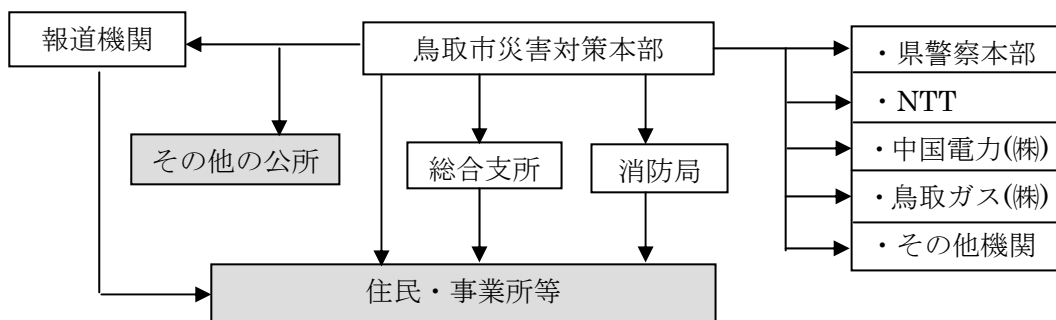 報道機関
鳥取市災害対策本部
・県警察本部
・NTT
・中国電力㈱
・鳥取ガス㈱
・その他機関
その他の公所
総合支所
消防局
住民・事業所等